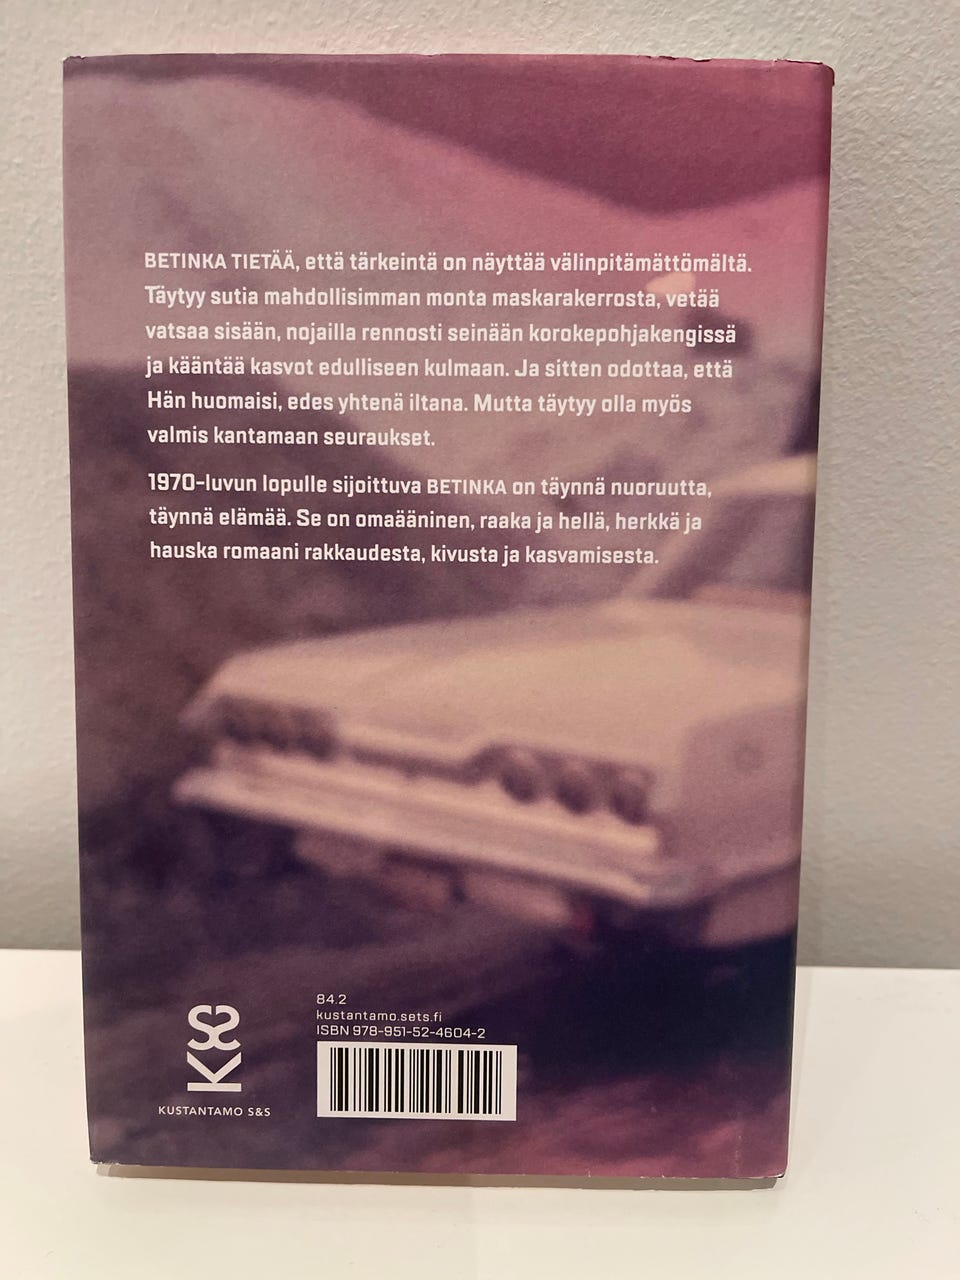 BETINKA TIETÄÄ, että tärkeintä on näyttää välinpitämättömältä.
Täytyy sutia mahdollisimman monta maskarakerrosta, vetää
vatsaa sisään, nojailla rennosti seinään korokepohjakengissä
ja kääntää kasvot edulliseen kulmaan. Ja sitten odottaa, että
Hän huomaisi, edes yhtenä iltana. Mutta täytyy olla myös
valmis kantamaan seuraukset.
1970-luvun lopulle sijoittuva BETINKA on täynnä nuoruutta,
täynnä elämää. Se on omaääninen, raaka ja hellä, herkkä ja
hauska romaani rakkaudesta, kivusta ja kasvamisesta.
84.2
kustantamo.sets.fi
ISBN 978-951-52-4604-2
KSS
KUSTANTAMO S&S